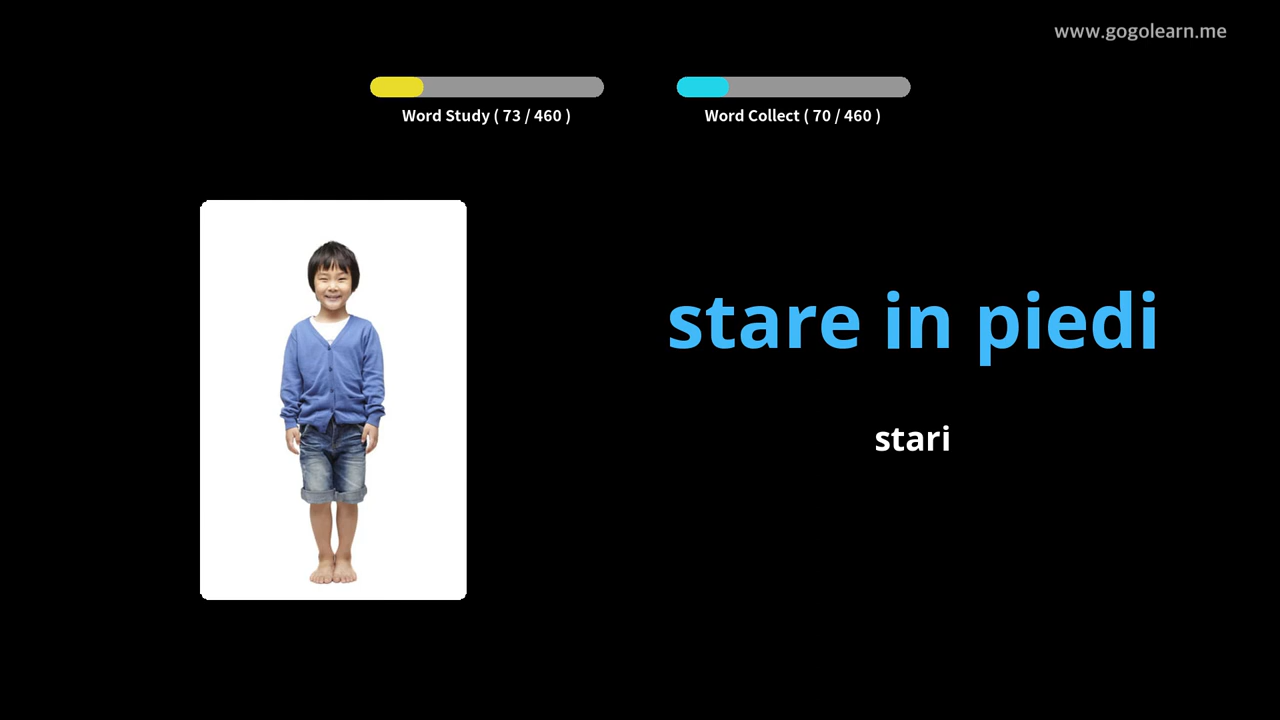 www.gogolearn.me
Word Study ( 73 / 460 )
Word Collect ( 70 / 460 )
stare in piedi
stari